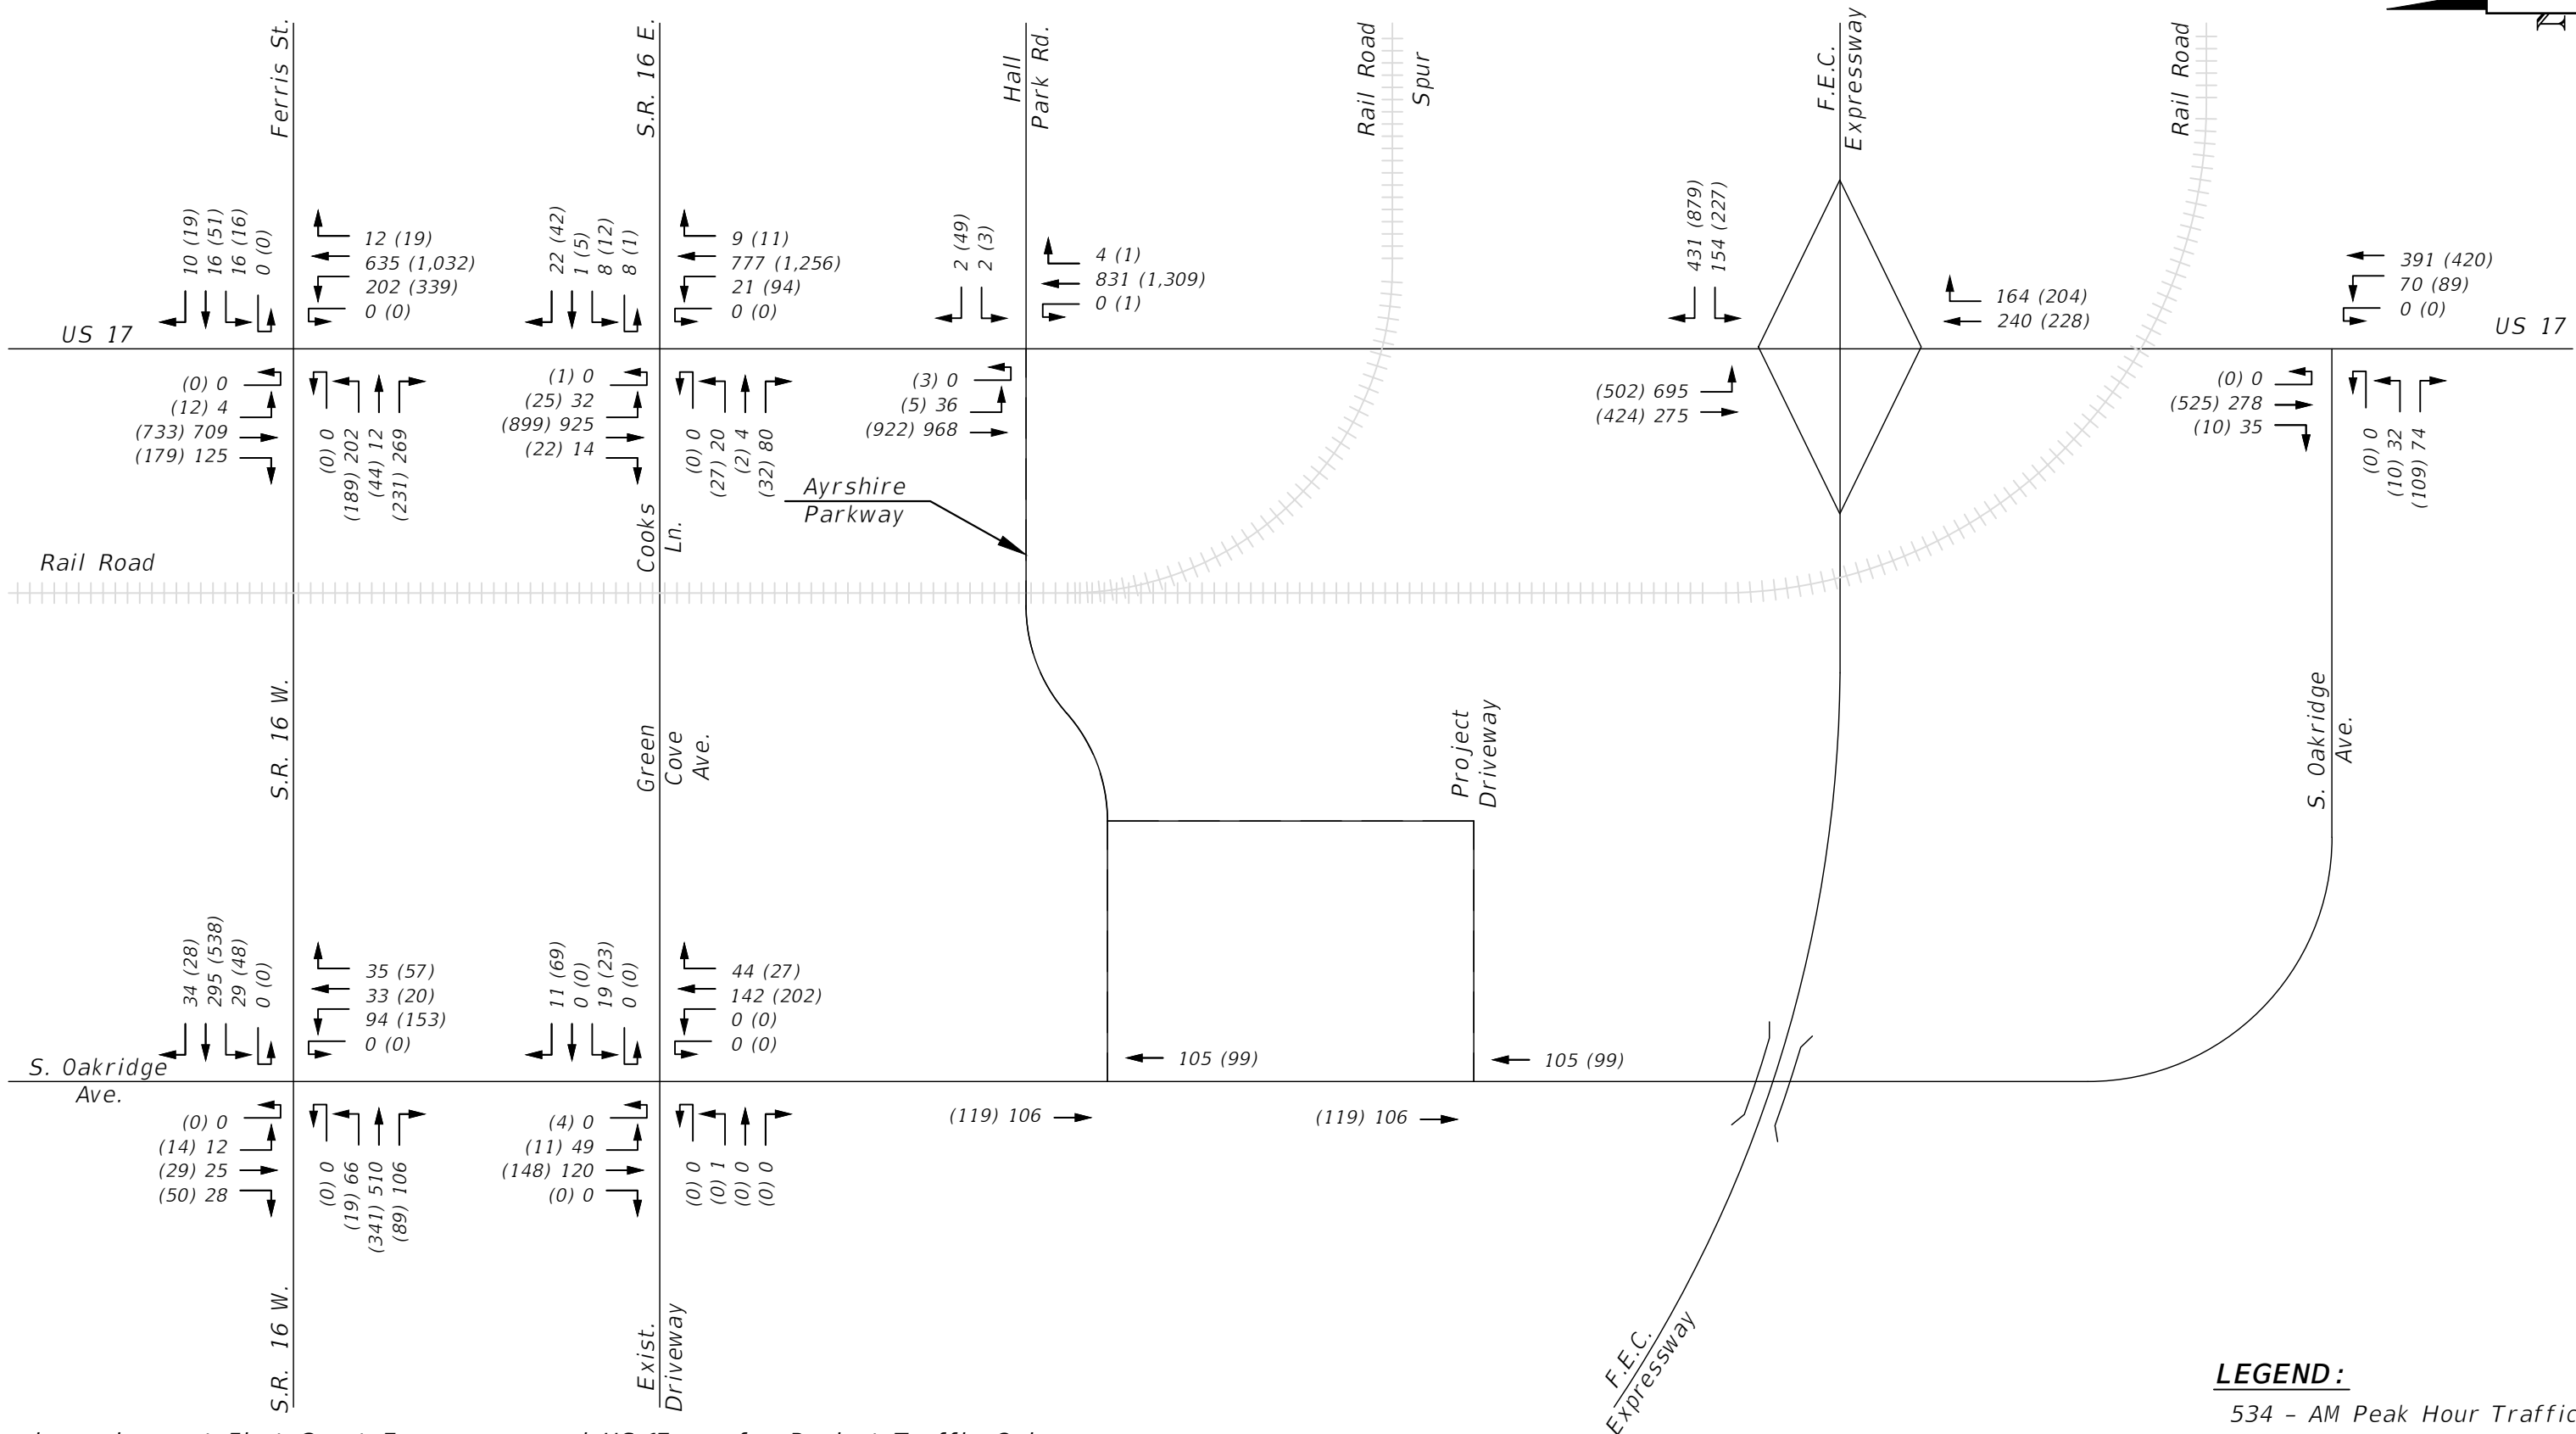 Ferris St.
S.R. 16 E.
Hall
Park Rd.
Rail Road
Spur
F.E.C.
Expressway
Rail Road
10 (19)
16 (51)
16 (16)
0 (0)
12 (19)
635 (1,032)
202 (339)
0 (0)
22 (42)
1 (5)
8 (12)
8 (1)
9 (11)
777 (1,256)
21 (94)
0 (0)
2 (49)
2 (3)
4 (1)
831 (1,309)
0 (1)
431 (879)
154 (227)
164 (204)
240 (228)
391 (420)
70 (89)
0 (0)
US 17
US 17
(0) 0
(12) 4
(733) 709
(179) 125
(0) 0
(189) 202
(44) 12
(231) 269
(1) 0
(25) 32
(899) 925
(22) 14
(0) 0
(27) 20
(2) 4
(32) 80
(3) 0
(5) 36
(922) 968
(502) 695
(424) 275
(0) 0
(525) 278
(10) 35
(0) 0
(10) 32
(109) 74
Ayrshire
Parkway
Cooks
Ln.
Rail Road
S.R. 16 W.
Green
Cove
Ave.
Project
Driveway
S. Oakridge
Ave.
34 (28)
295 (538)
29 (48)
0 (0)
35 (57)
33 (20)
94 (153)
0 (0)
11 (69)
0 (0)
19 (23)
0 (0)
44 (27)
142 (202)
0 (0)
0 (0)
105 (99)
105 (99)
S. Oakridge
Ave.
(0) 0
(14) 12
(29) 25
(50) 28
(0) 0
(19) 66
(341) 510
(89) 106
(4) 0
(11) 49
(148) 120
(0) 0
(0) 0
(0) 1
(0) 0
(0) 0
(119) 106
(119) 106
S.R. 16 W.
Exist.
Driveway
F.E.C.
Expressway
LEGEND:
534 – AM Peak Hour Traffic